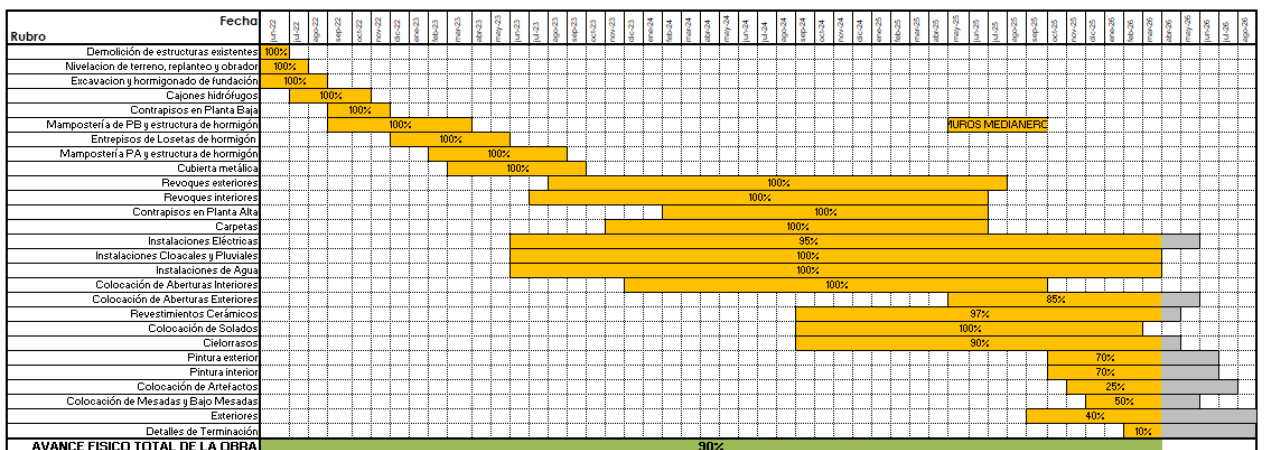 Fecha
Rubro
jun-22 jul-22 ago-22 sep-22 oct-22 nov-22 dic-22 ene-23 feb-23 mar-23 abr-23 may-23 jun-23 jul-23 ago-23 sep-23 oct-23 nov-23 dic-23 ene-24 feb-24 mar-24 abr-24 may-24 jun-24 jul-24 ago-24 sep-24 oct-24 nov-24 dic-24 ene-25 feb-25 mar-25 abr-25 may-25 jun-25 jul-25 ago-25 sep-25 oct-25 nov-25 dic-25 ene-26 feb-26 mar-26 abr-26 may-26 jun-26 jul-26 ago-26
Demolición de estructuras existentes 100%
Nivelacion de terreno, replanteo y obrador 100%
Excavacion y hormigonado de fundación 100%
Cajones hidrófugos 100%
Contrapisos en Planta Baja 100%
Mampostería de PB y estructura de hormigón 100% MUROS MEDIANERO
Entrepisos de Losetas de hormigón 100%
Mampostería PA y estructura de hormigón 100%
Cubierta metálica 100%
Revoques exteriores 100%
Revoques interiores 100%
Contrapisos en Planta Alta 100%
Carpetas 100%
Instalaciones Eléctricas 95%
Instalaciones Cloacales y Pluviales 100%
Instalaciones de Agua 100%
Colocación de Aberturas Interiores 100%
Colocación de Aberturas Exteriores 85%
Revestimientos Cerámicos 97%
Colocación de Solados 100%
Cielorrasos 90%
Pintura exterior 70%
Pintura interior 70%
Colocación de Artefactos 25%
Colocación de Mesadas y Bajo Mesadas 50%
Exteriores 40%
Detalles de Terminación 10%
AVANCE FISICO TOTAL DE LA OBRA 90%